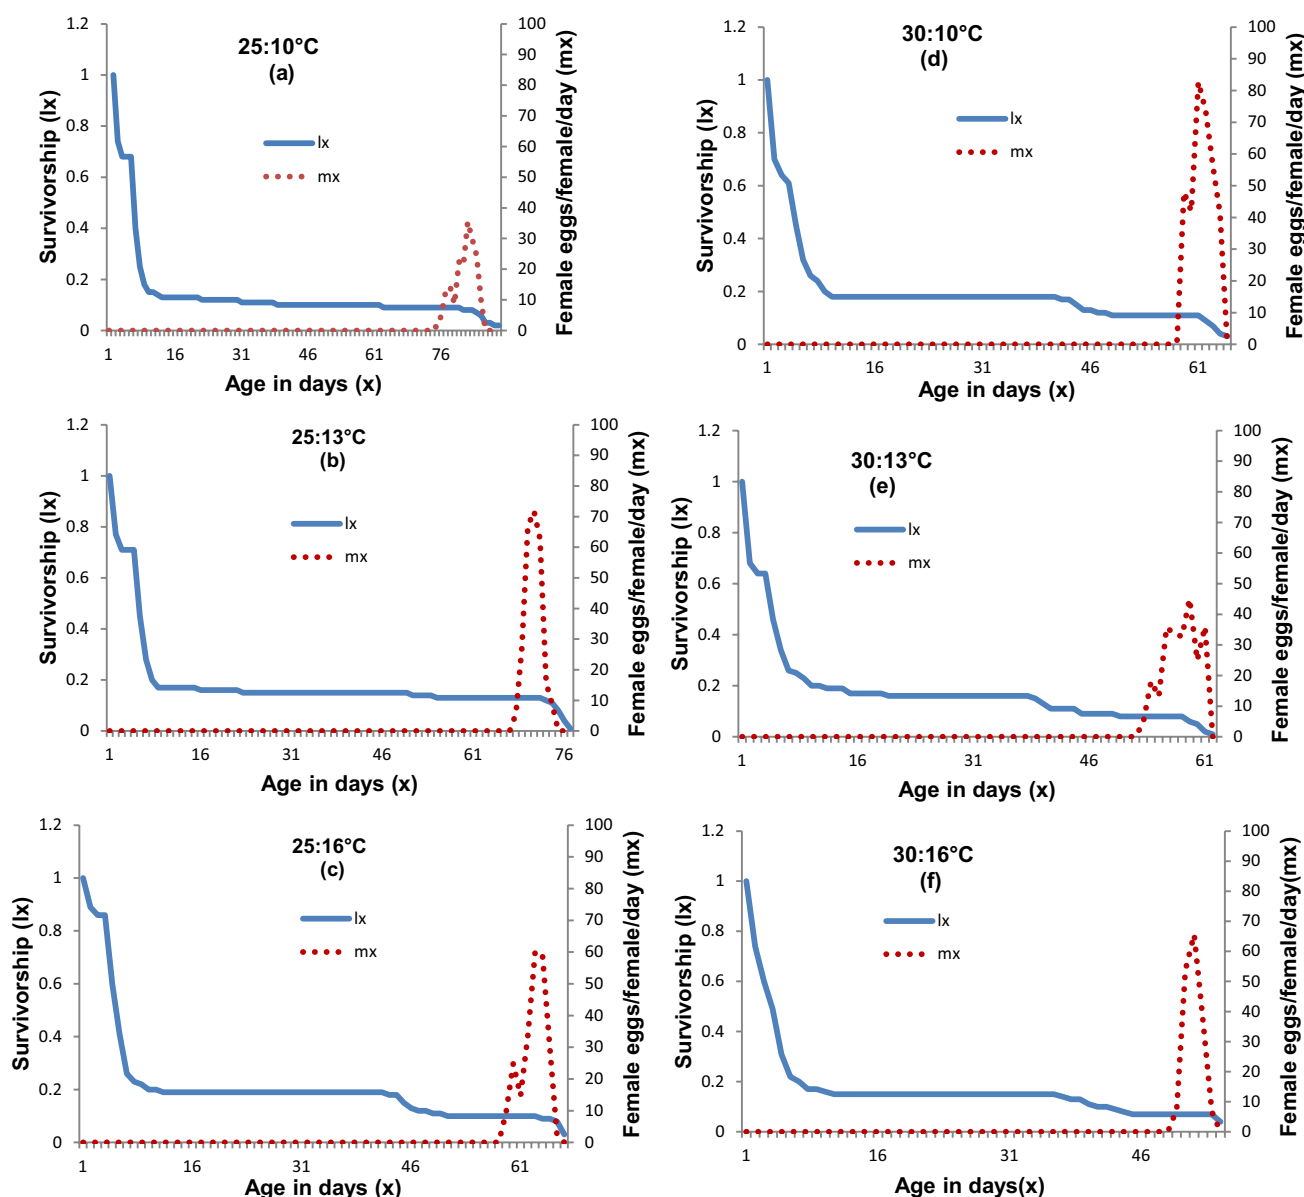 25:10°C
(a)
Survivorship (lx)
1.2
1
0.8
0.6
0.4
0.2
0
lx
mx
100
90
80
70
60
50
40
30
20
10
0
Female eggs/female/day (mx)
1 16 31 46 61 76
Age in days (x)
30:10°C
(d)
Survivorship (lx)
1.2
1
0.8
0.6
0.4
0.2
0
lx
mx
100
90
80
70
60
50
40
30
20
10
0
Female eggs/female/day (mx)
1 16 31 46 61
Age in days (x)
25:13°C
(b)
Survivorship (lx)
1.2
1
0.8
0.6
0.4
0.2
0
lx
mx
100
90
80
70
60
50
40
30
20
10
0
Female eggs/female/day (mx)
1 16 31 46 61 76
Age in days (x)
30:13°C
(e)
Survivorship (lx)
1.2
1
0.8
0.6
0.4
0.2
0
lx
mx
100
90
80
70
60
50
40
30
20
10
0
Female eggs/female/day (mx)
1 16 31 46 61
Age in days (x)
25:16°C
(c)
Survivorship (lx)
1.2
1
0.8
0.6
0.4
0.2
0
lx
mx
100
90
80
70
60
50
40
30
20
10
0
Female eggs/female/day (mx)
1 16 31 46 61
Age in days (x)
30:16°C
(f)
Survivorship (lx)
1.2
1
0.8
0.6
0.4
0.2
0
lx
mx
100
90
80
70
60
50
40
30
20
10
0
Female eggs/female/day(mx)
1 16 31 46
Age in days(x)